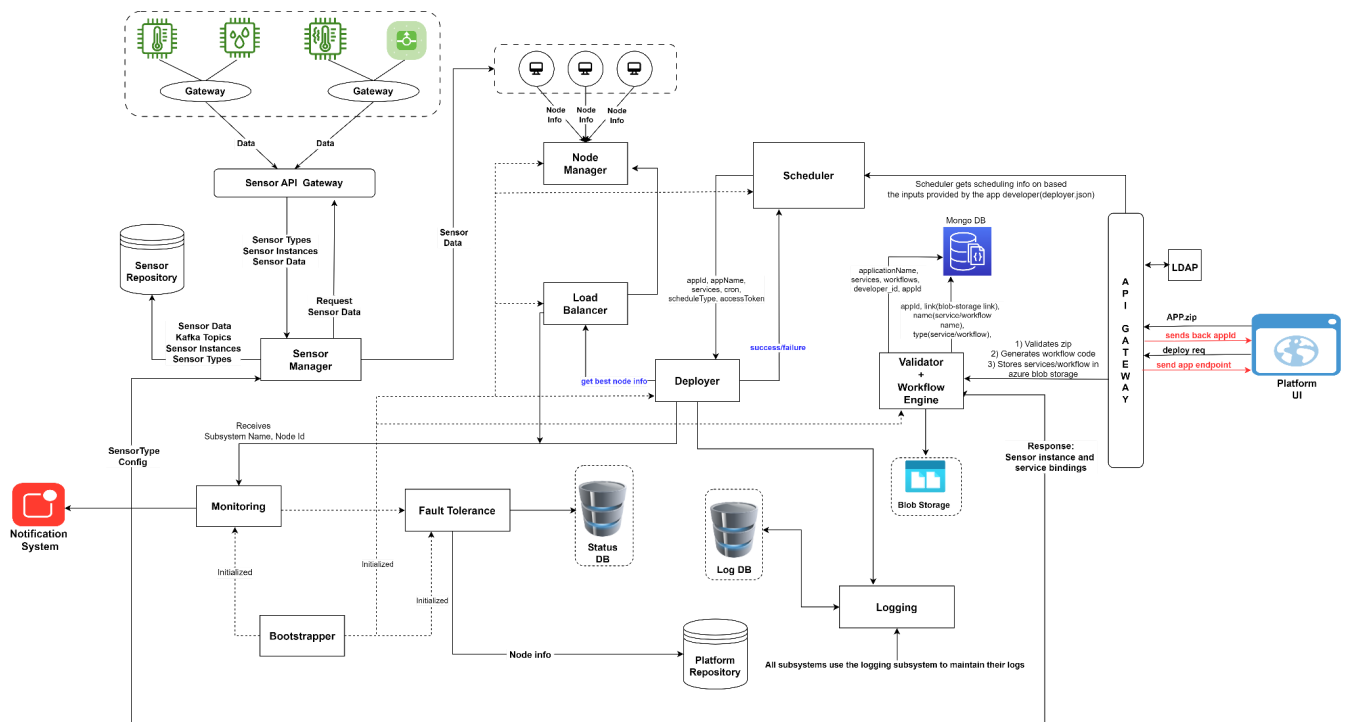 Gateway
Gateway
Data
Data
Sensor API Gateway
Sensor Types
Sensor Instances
Sensor Data
Request
Sensor Data
Sensor
Repository
Sensor Data
Kafka Topics
Sensor Instances
Sensor Types
Sensor
Manager
Sensor
Data
Node
Info
Node
Info
Node
Info
Node
Manager
Load
Balancer
Scheduler
Scheduler gets scheduling info on based
the inputs provided by the app developer(deployer.json)
appId, appName,
services, cron,
scheduleType, accessToken
success/failure
get best node info
Deployer
Mongo DB
applicationName,
services, workflows,
developer_id, appId
appId, link(blob-storage link),
name(service/workflow
name),
type(service/workflow),
1) Validates zip
2) Generates workflow code
3) Stores services/workflow in
azure blob storage
Validator
+
Workflow
Engine
Blob Storage
API GATEWAY
LDAP
APP.zip
sends back appId
deploy req
send app endpoint
Platform
UI
Response:
Sensor instance and
service bindings
Receives
Subsystem Name, Node Id
SensorType
Config
Notification
System
Monitoring
Fault Tolerance
Status
DB
Log DB
Initialized
Initialized
Initialized
Bootstrapper
Node info
Platform
Repository
Logging
All subsystems use the logging subsystem to maintain their logs